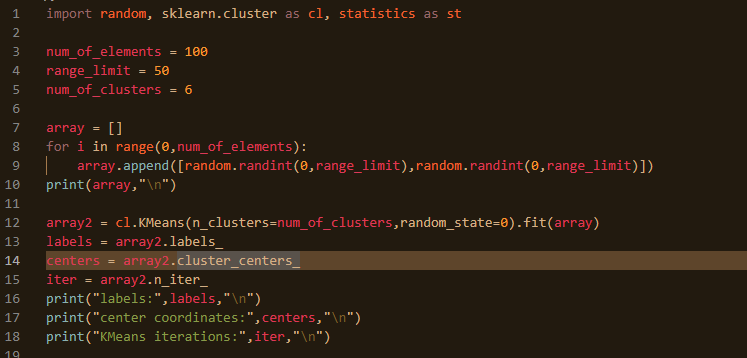 1 import random, sklearn.cluster as cl, statistics as st
2
3 num_of_elements = 100
4 range_limit = 50
5 num_of_clusters = 6
6
7 array = []
8 for i in range(0,num_of_elements):
9     array.append([random.randint(0,range_limit),random.randint(0,range_limit)])
10 print(array,"\n")
11
12 array2 = cl.KMeans(n_clusters=num_of_clusters,random_state=0).fit(array)
13 labels = array2.labels_
14 centers = array2.cluster_centers_
15 iter = array2.n_iter_
16 print("labels:",labels,"\n")
17 print("center coordinates:",centers,"\n")
18 print("KMeans iterations:",iter,"\n")
19